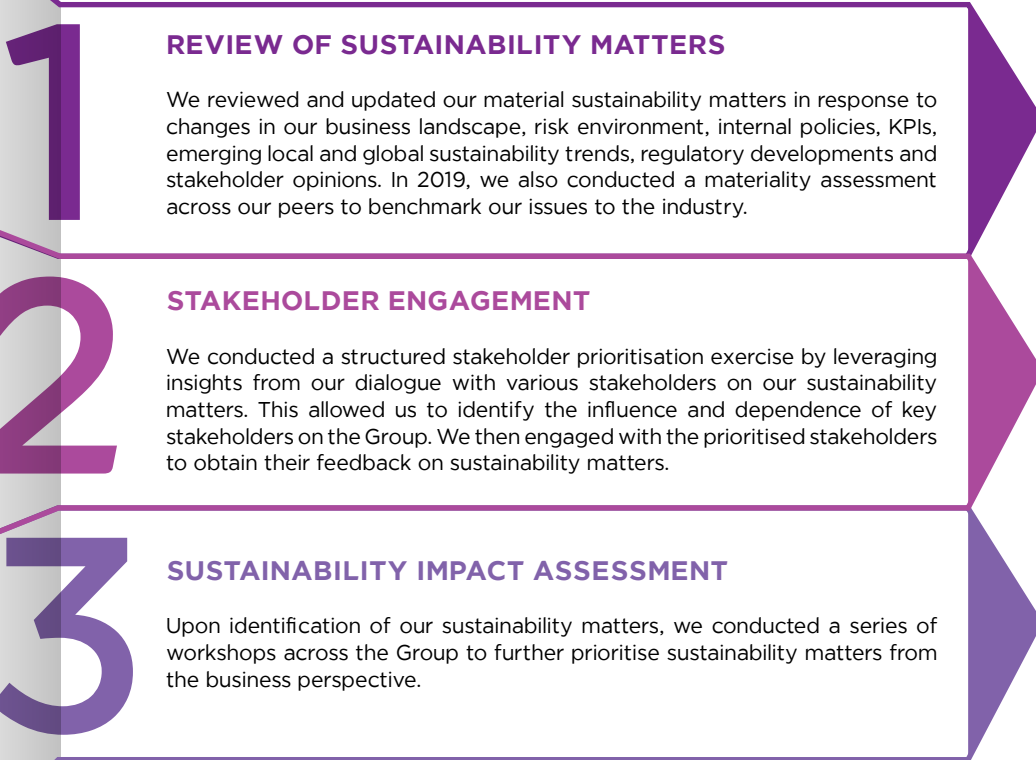 1
REVIEW OF SUSTAINABILITY MATTERS
We reviewed and updated our material sustainability matters in response to
changes in our business landscape, risk environment, internal policies, KPIs,
emerging local and global sustainability trends, regulatory developments and
stakeholder opinions. In 2019, we also conducted a materiality assessment
across our peers to benchmark our issues to the industry.
2
STAKEHOLDER ENGAGEMENT
We conducted a structured stakeholder prioritisation exercise by leveraging
insights from our dialogue with various stakeholders on our sustainability
matters. This allowed us to identify the influence and dependence of key
stakeholders on the Group. We then engaged with the prioritised stakeholders
to obtain their feedback on sustainability matters.
3
SUSTAINABILITY IMPACT ASSESSMENT
Upon identification of our sustainability matters, we conducted a series of
workshops across the Group to further prioritise sustainability matters from
the business perspective.